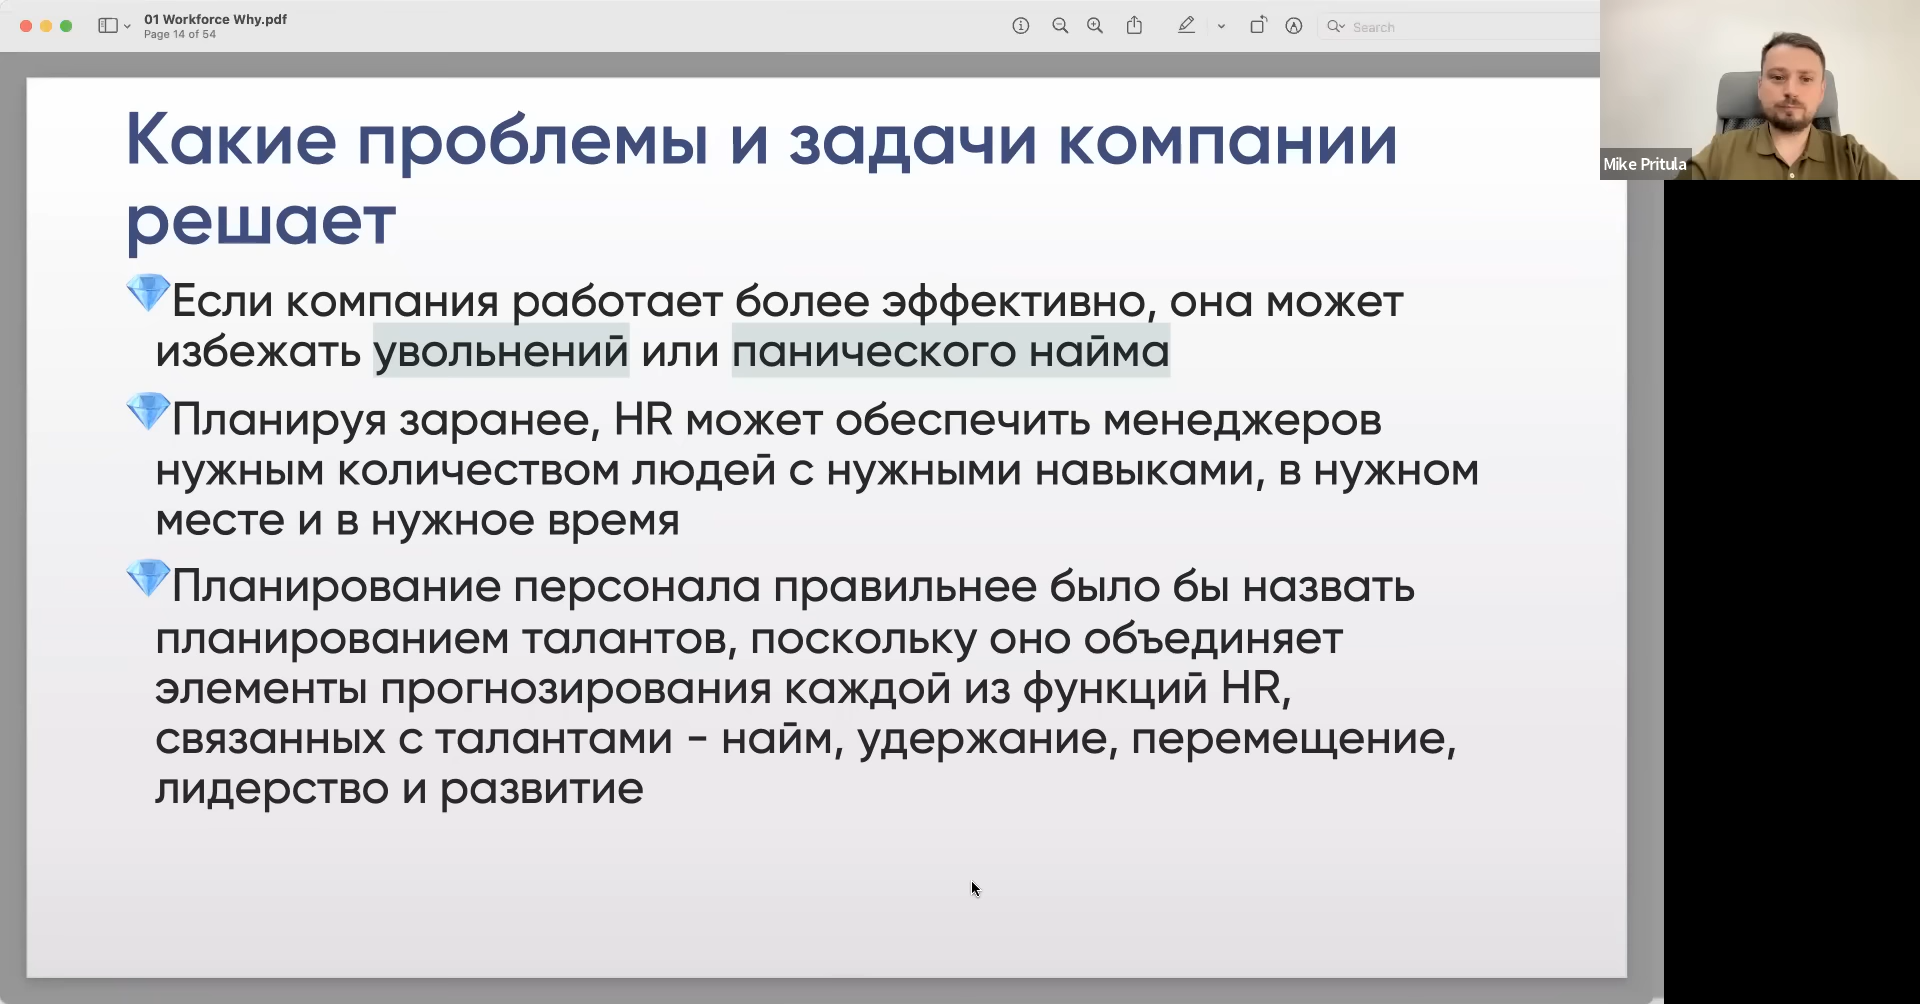 01 Workforce Why.pdf
Page 14 of 54
Search
Mike Pritula
Какие проблемы и задачи компании
решает
Если компания работает более эффективно, она может
избежать увольнений или панического найма
Планируя заранее, HR может обеспечить менеджеров
нужным количеством людей с нужными навыками, в нужном
месте и в нужное время
Планирование персонала правильнее было бы назвать
планированием талантов, поскольку оно объединяет
элементы прогнозирования каждой из функций HR,
связанных с талантами - найм, удержание, перемещение,
лидерство и развитие